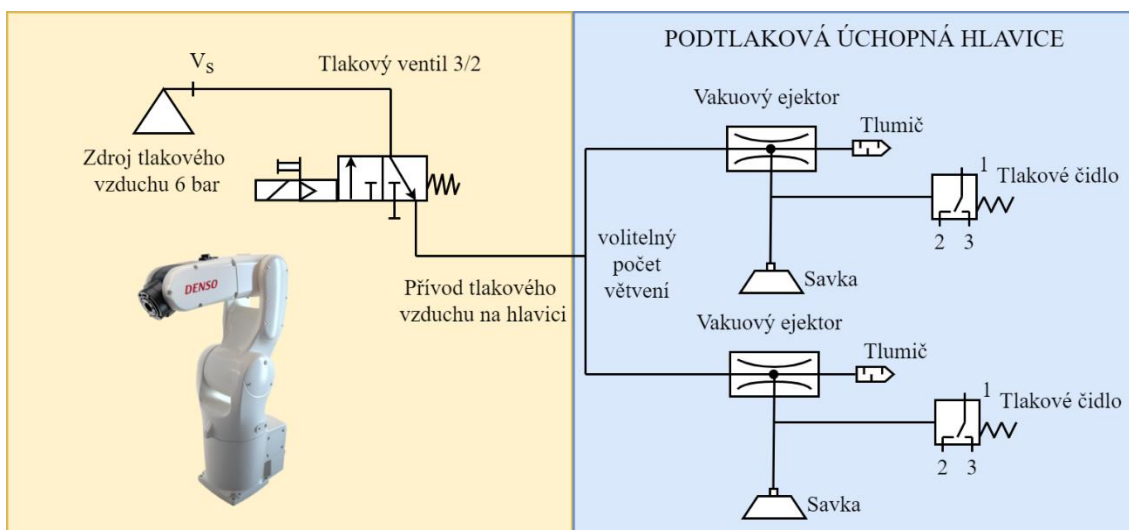 V_S
Tlakový ventil 3/2
Zdroj tlakového
vzduchu 6 bar
DENSO
Přívod tlakového
vzduchu na hlavici
PODTLAKOVÁ ÚCHOPNÁ HLAVICE
volitelný
počet
větvení
Vakuový ejektor
Tlumič
1
Tlakové čidlo
2 3
Savka
Vakuový ejektor
Tlumič
1
Tlakové čidlo
2 3
Savka